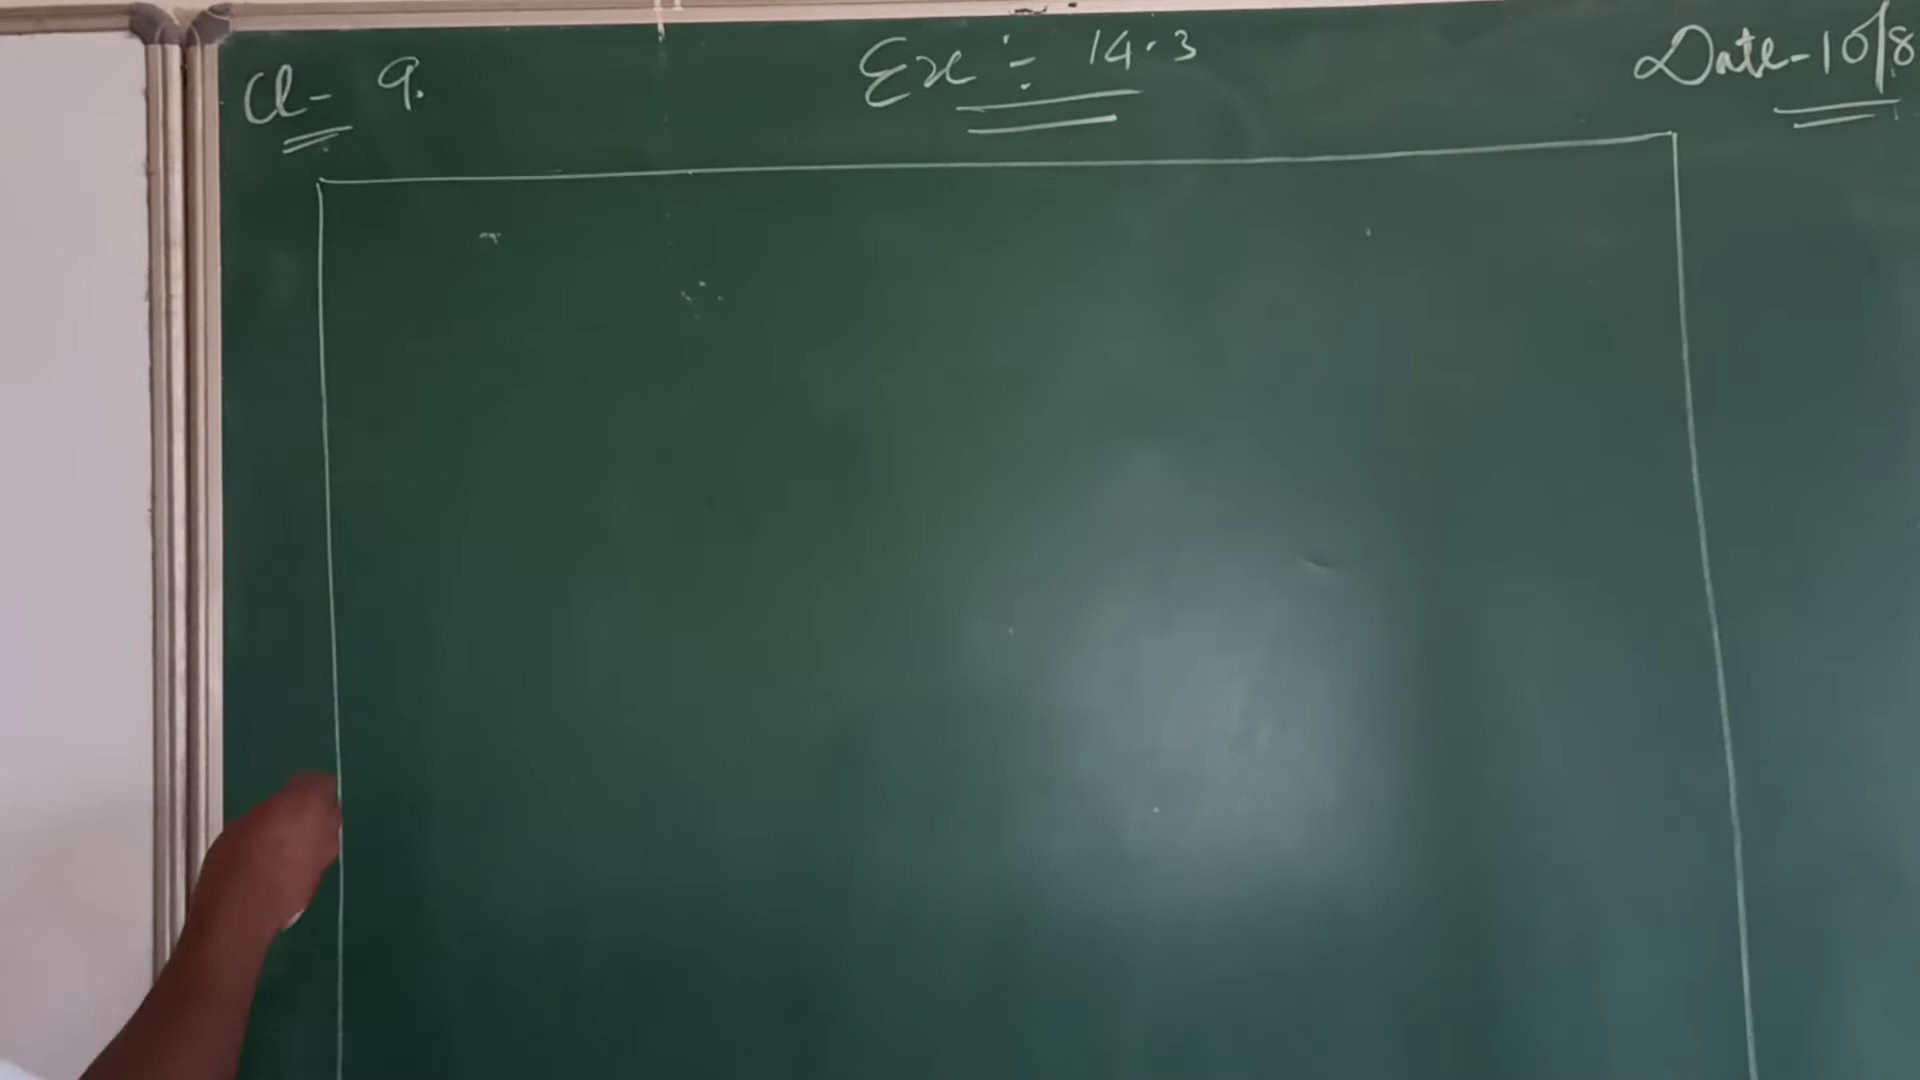 Cl- 9.
Ex :- 14.3
Date-10/8